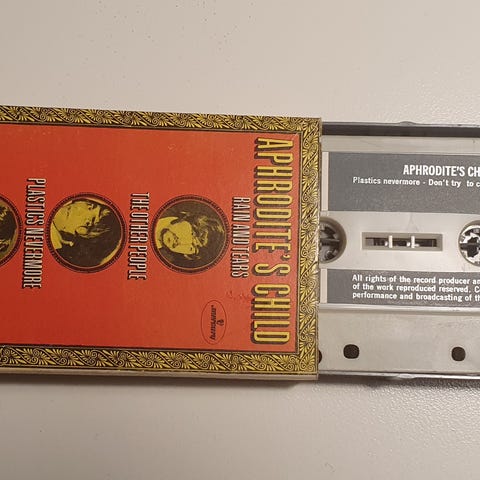 APHRODITE'S CHILD
RAIN AND TEARS
THE OTHER PEOPLE
PLASTICS NEVERMORE
mercury
APHRODITE'S CH
Plastics nevermore - Don't try to c
All rights of the record producer an
of the work reproduced reserved. C
performance and broadcasting of th